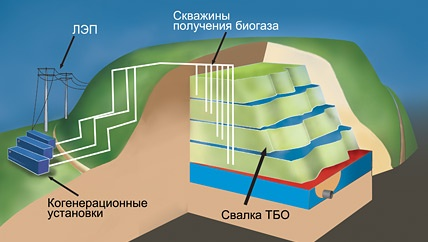 ЛЭП
Скважины
получения биогаза
Когенерационные
установки
Свалка ТБО